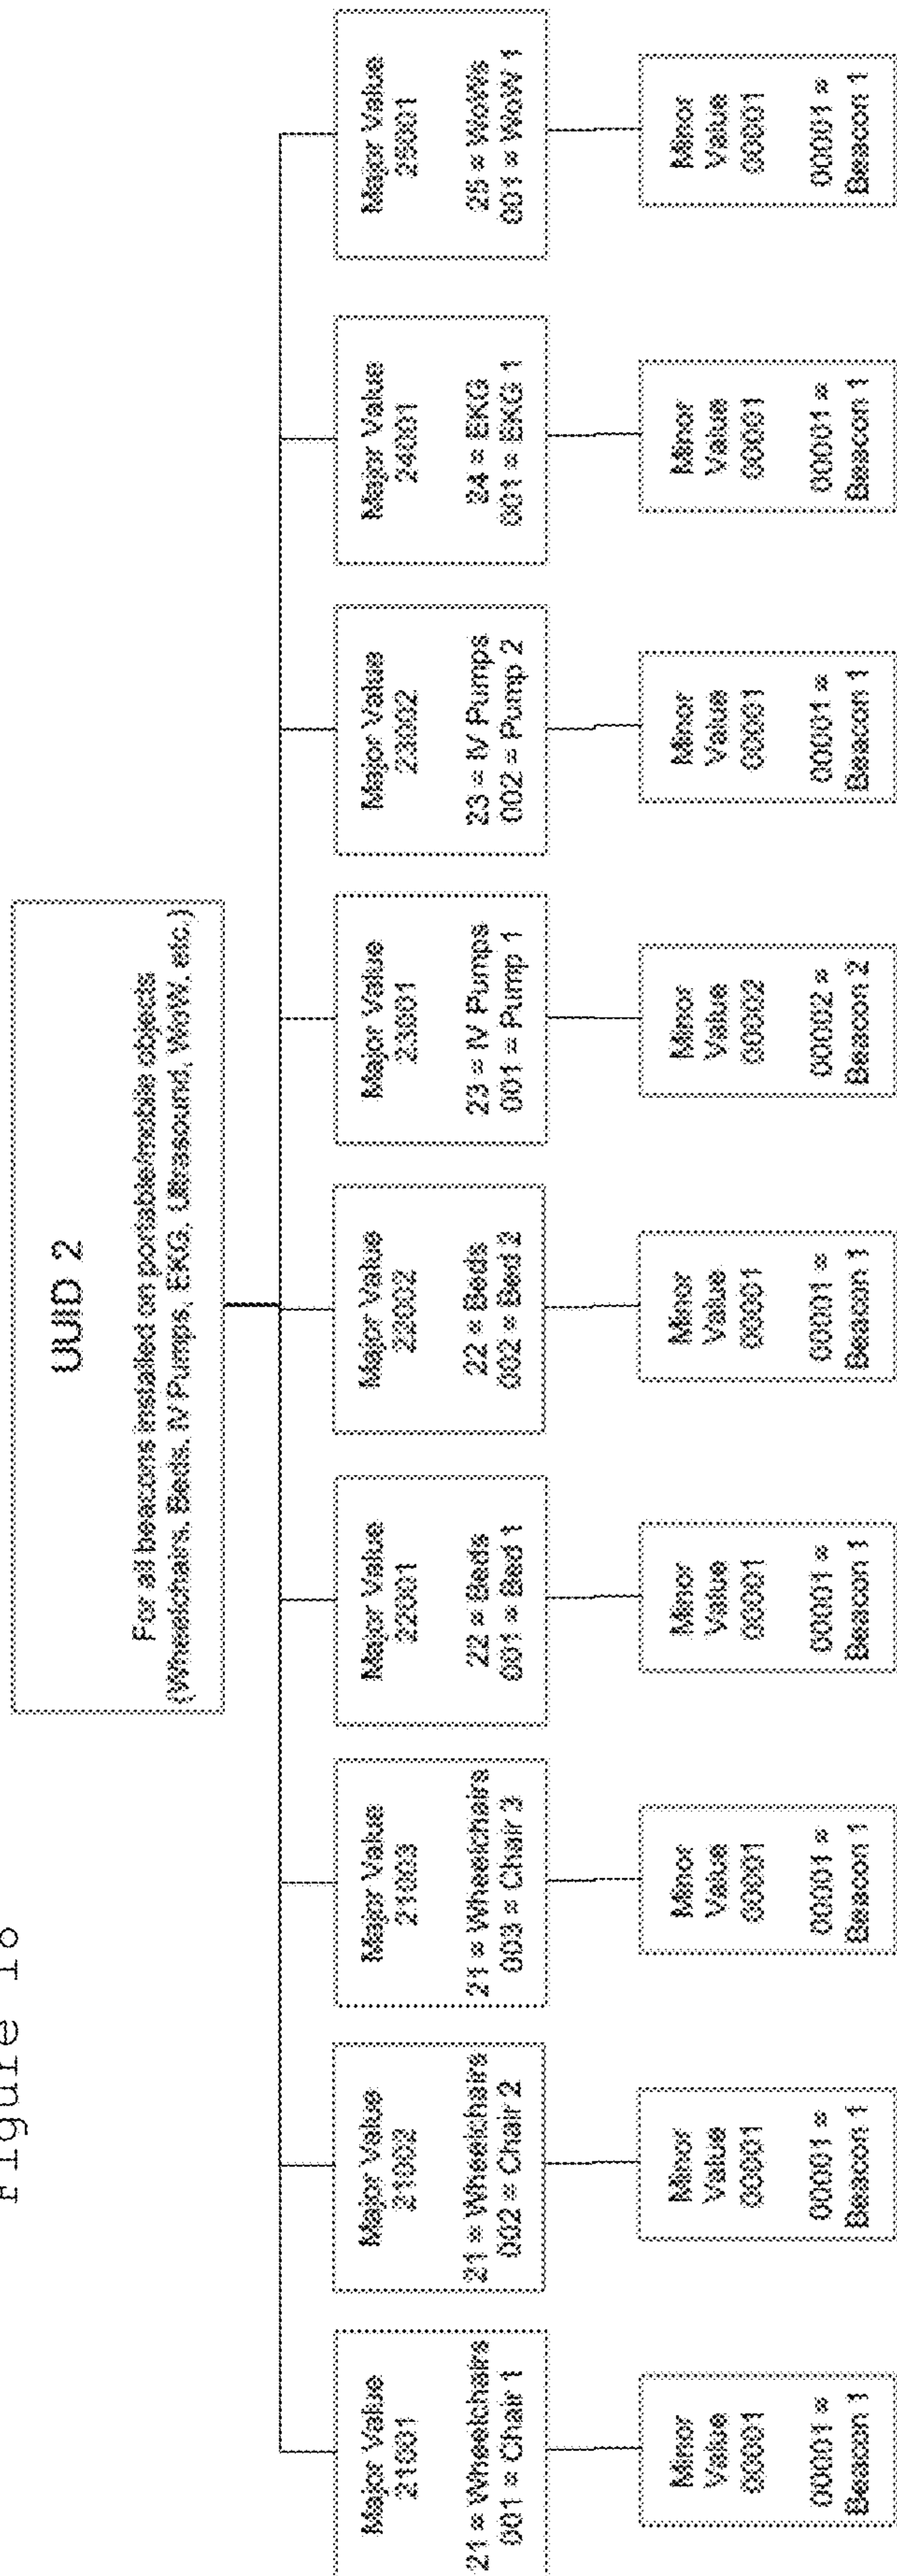 Figure 18
UUID 2
For all beacons installed on portable/mobile objects
(Wheelchairs, Beds, IV Pumps, EKG, Ultrasound, WoW, etc.)
Major Value
21001
21 = Wheelchairs
001 = Chair 1
Major Value
21002
21 = Wheelchairs
002 = Chair 2
Major Value
21003
21 = Wheelchairs
003 = Chair 3
Major Value
22001
22 = Beds
001 = Bed 1
Major Value
22002
22 = Beds
002 = Bed 2
Major Value
23001
23 = IV Pumps
001 = Pump 1
Major Value
23002
23 = IV Pumps
002 = Pump 2
Major Value
24001
24 = EKG
001 = EKG 1
Major Value
25001
25 = WoWs
001 = WoW 1
Minor
Value
00001
00001 =
Beacon 1
Minor
Value
00001
00001 =
Beacon 1
Minor
Value
00001
00001 =
Beacon 1
Minor
Value
00001
00001 =
Beacon 1
Minor
Value
00001
00001 =
Beacon 1
Minor
Value
00002
00002 =
Beacon 2
Minor
Value
00001
00001 =
Beacon 1
Minor
Value
00001
00001 =
Beacon 1
Minor
Value
00001
00001 =
Beacon 1